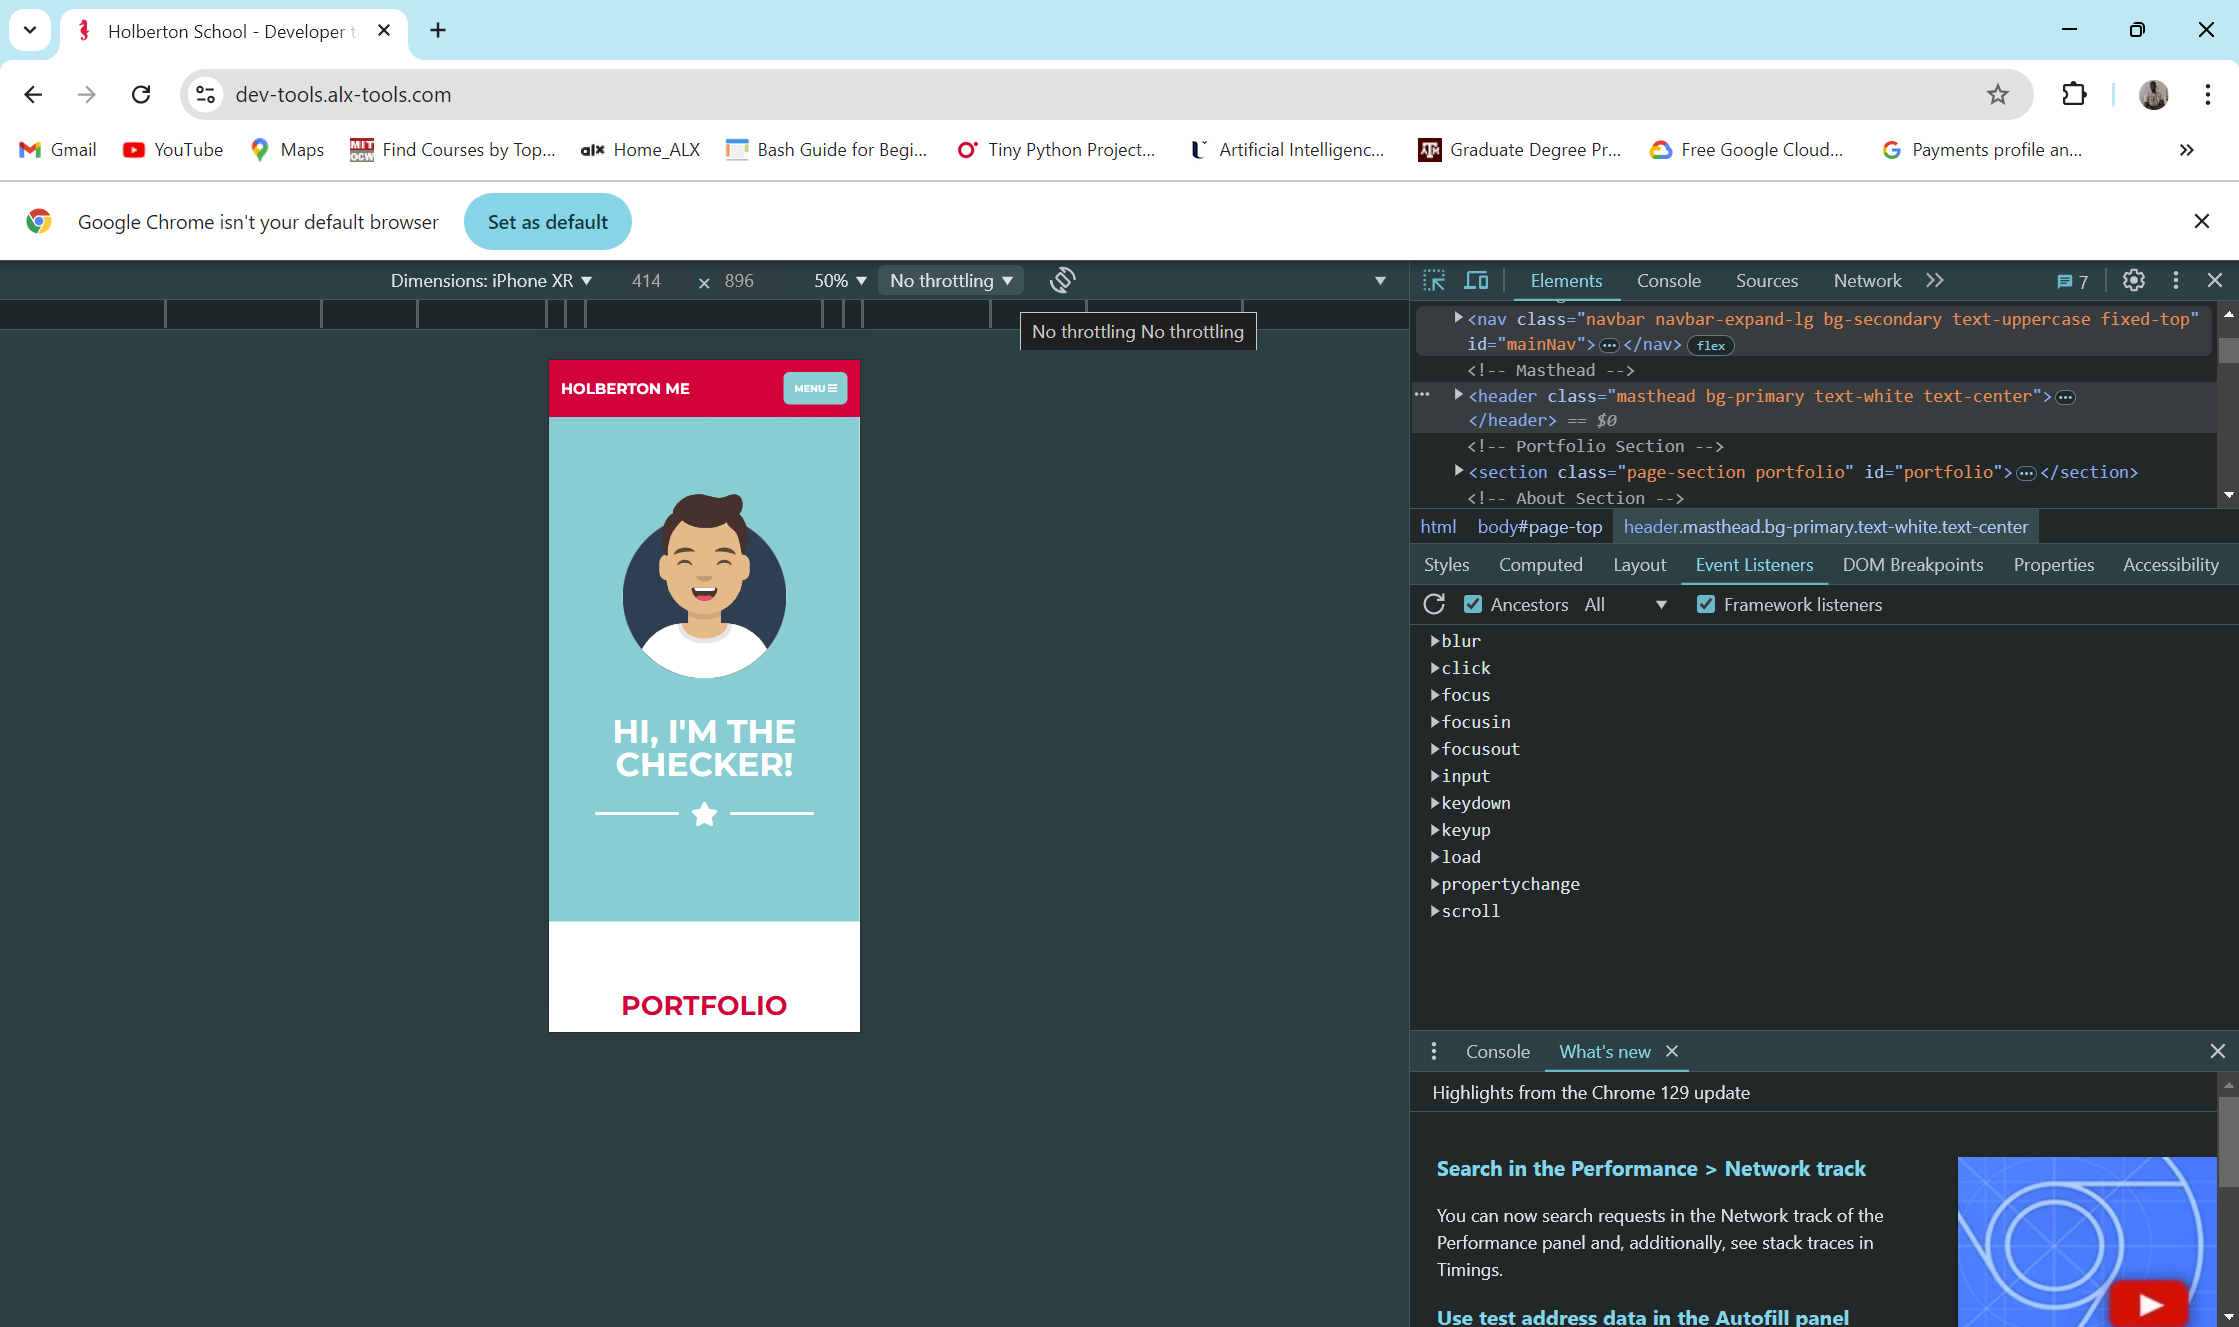 Holberton School - Developer t
dev-tools.alx-tools.com
Gmail YouTube Maps MIT OCW Find Courses by Top... alx Home_ALX Bash Guide for Begi... Tiny Python Project... Artificial Intelligenc... Graduate Degree Pr... Free Google Cloud... Payments profile an...
Google Chrome isn't your default browser Set as default
Dimensions: iPhone XR 414 × 896 50% No throttling
No throttling No throttling
HOLBERTON ME MENU
HI, I'M THE
CHECKER!
PORTFOLIO
Elements Console Sources Network 7
<nav class="navbar navbar-expand-lg bg-secondary text-uppercase fixed-top"
id="mainNav">…</nav> flex
<!-- Masthead -->
<header class="masthead bg-primary text-white text-center">…
</header> == $0
<!-- Portfolio Section -->
<section class="page-section portfolio" id="portfolio">…</section>
<!-- About Section -->
html body#page-top header.masthead.bg-primary.text-white.text-center
Styles Computed Layout Event Listeners DOM Breakpoints Properties Accessibility
Ancestors All Framework listeners
blur
click
focus
focusin
focusout
input
keydown
keyup
load
propertychange
scroll
Console What's new
Highlights from the Chrome 129 update
Search in the Performance > Network track
You can now search requests in the Network track of the
Performance panel and, additionally, see stack traces in
Timings.
Use test address data in the Autofill panel